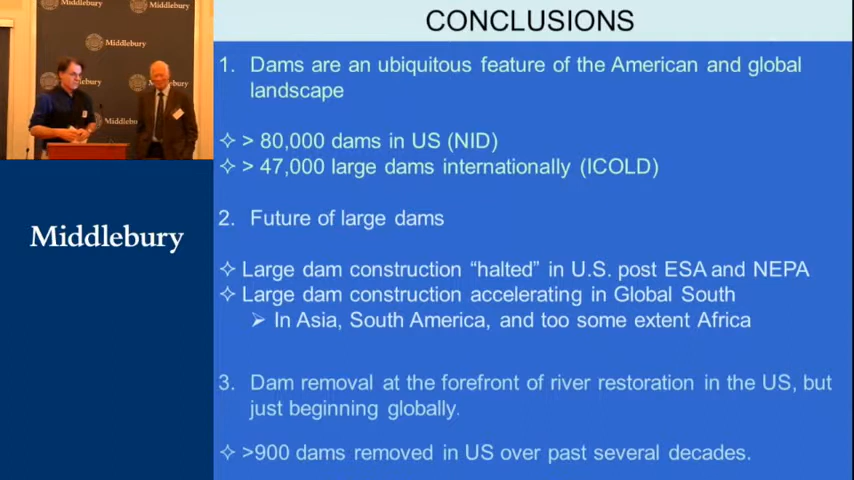 Middlebury
Middlebury
Middlebury
Middlebury
Middlebury
CONCLUSIONS
1. Dams are an ubiquitous feature of the American and global
landscape
> 80,000 dams in US (NID)
> 47,000 large dams internationally (ICOLD)
2. Future of large dams
Large dam construction “halted” in U.S. post ESA and NEPA
Large dam construction accelerating in Global South
In Asia, South America, and too some extent Africa
3. Dam removal at the forefront of river restoration in the US, but
just beginning globally.
>900 dams removed in US over past several decades.